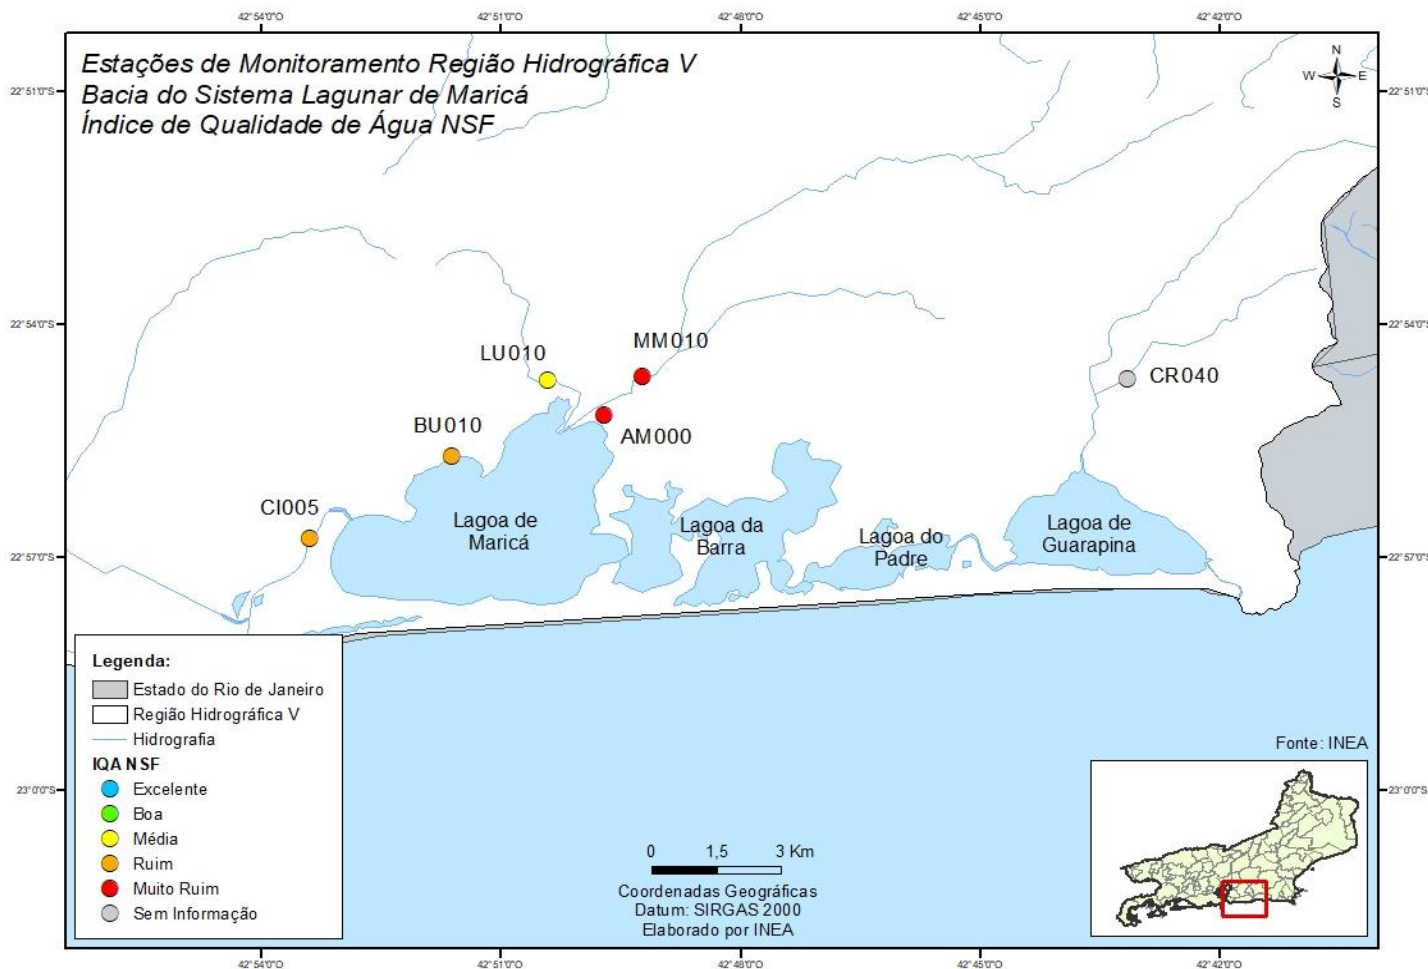 42°54'0"O 42°51'0"O 42°48'0"O 42°45'0"O 42°42'0"O
Estações de Monitoramento Região Hidrográfica V
Bacia do Sistema Lagunar de Maricá
Índice de Qualidade de Água NSF
N
W E
S
22°51'0"S 22°51'0"S
22°54'0"S 22°54'0"S
MM010
LU010
CR040
BU010
AM000
CI005
Lagoa de
Maricá
Lagoa da
Barra
Lagoa do
Padre
Lagoa de
Guarapina
22°57'0"S 22°57'0"S
Legenda:
Estado do Rio de Janeiro
Região Hidrográfica V
Hidrografia
IQA NSF
Excelente
Boa
Média
Ruim
Muito Ruim
Sem Informação
Fonte: INEA
23°0'0"S 23°0'0"S
0 1,5 3 Km
Coordenadas Geográficas
Datum: SIRGAS 2000
Elaborado por INEA
42°54'0"O 42°51'0"O 42°48'0"O 42°45'0"O 42°42'0"O